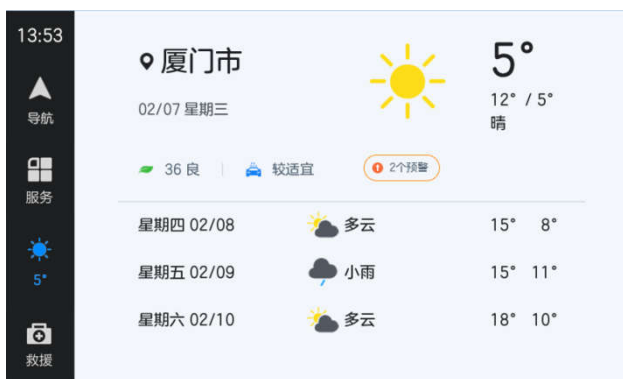 13:53
导航
服务
5°
救援
厦门市
02/07 星期三
5°
12° / 5°
晴
36 良
较适宜
2个预警
星期四 02/08 多云 15° 8°
星期五 02/09 小雨 15° 11°
星期六 02/10 多云 18° 10°